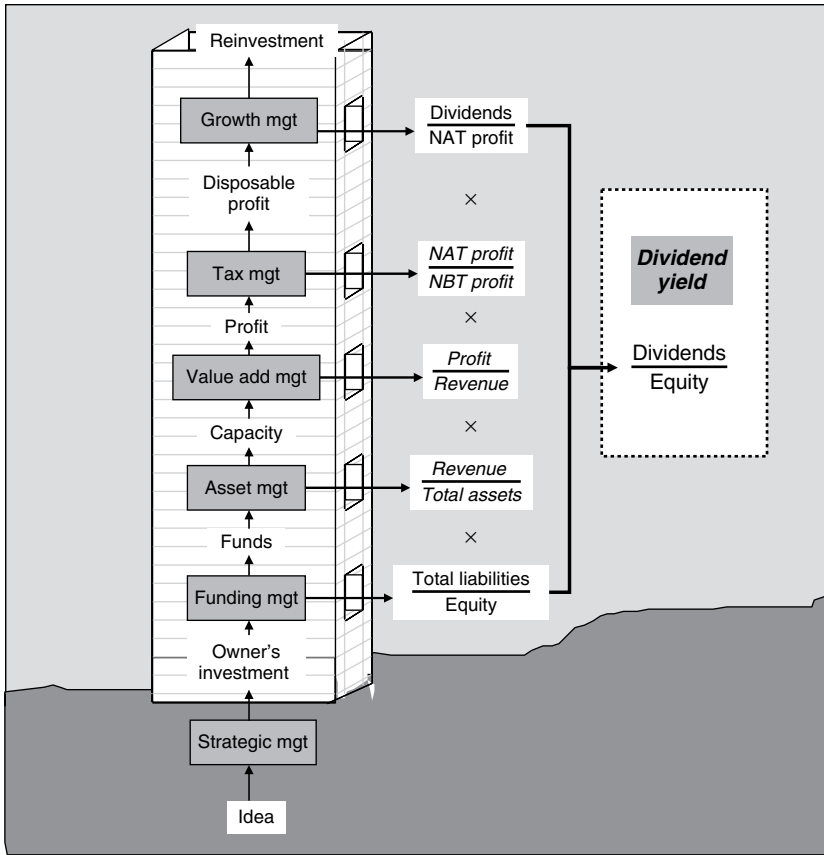 Reinvestment
Growth mgt
Dividends
NAT profit
Disposable
profit
×
Tax mgt
NAT profit
NBT profit
Dividend
yield
×
Profit
Value add mgt
Profit
Revenue
Dividends
Equity
×
Capacity
Asset mgt
Revenue
Total assets
×
Funds
Funding mgt
Total liabilities
Equity
Owner's
investment
Strategic mgt
Idea